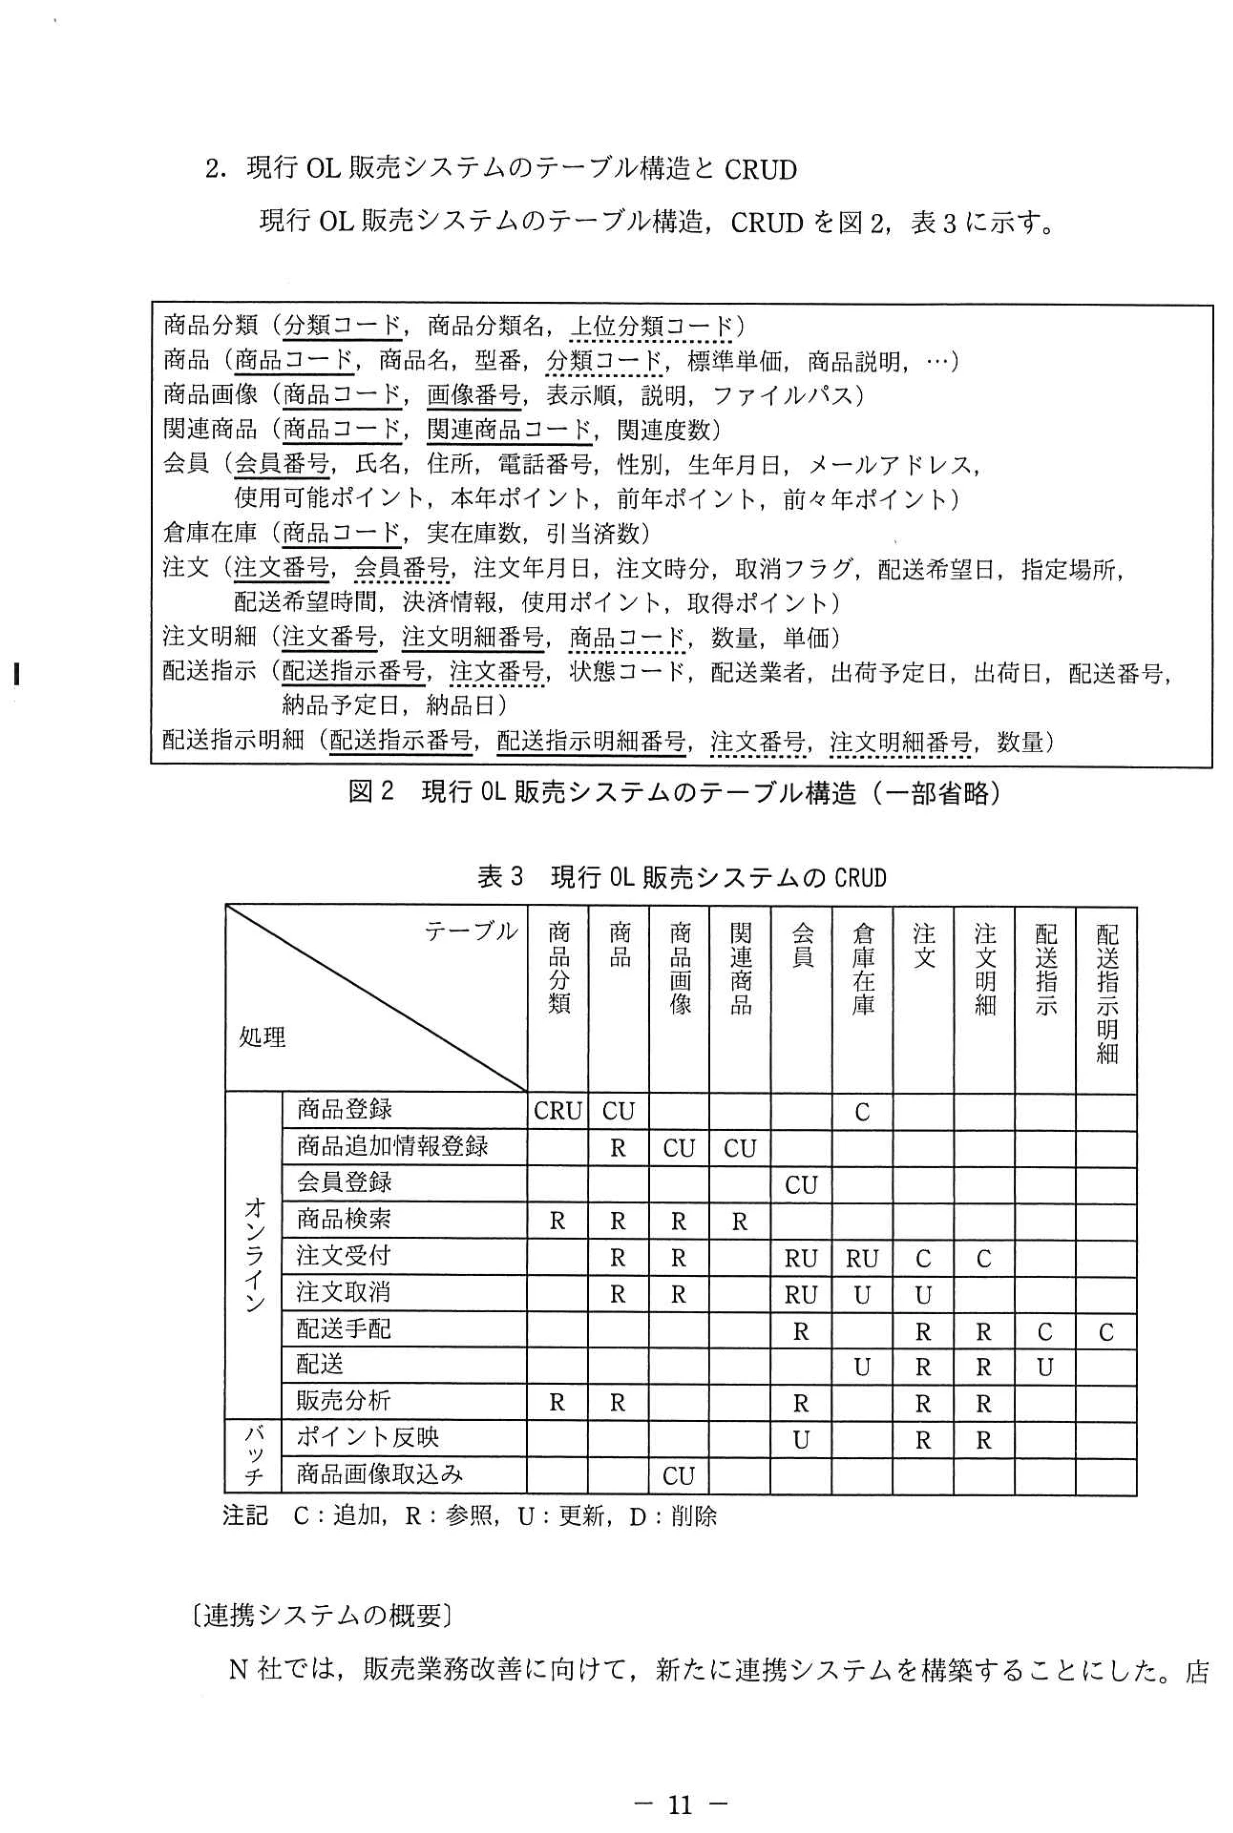 2. 現行 OL 販売システムのテーブル構造と CRUD
現行 OL 販売システムのテーブル構造，CRUD を図 2，表 3 に示す。
商品分類（分類コード，商品分類名，上位分類コード）
商品（商品コード，商品名，型番，分類コード，標準単価，商品説明，…）
商品画像（商品コード，画像番号，表示順，説明，ファイルパス）
関連商品（商品コード，関連商品コード，関連度数）
会員（会員番号，氏名，住所，電話番号，性別，生年月日，メールアドレス，
使用可能ポイント，本年ポイント，前年ポイント，前々年ポイント）
倉庫在庫（商品コード，実在庫数，引当済数）
注文（注文番号，会員番号，注文年月日，注文時分，取消フラグ，配送希望日，指定場所，
配送希望時間，決済情報，使用ポイント，取得ポイント）
注文明細（注文番号，注文明細番号，商品コード，数量，単価）
配送指示（配送指示番号，注文番号，状態コード，配送業者，出荷予定日，出荷日，配送番号，
納品予定日，納品日）
配送指示明細（配送指示番号，配送指示明細番号，注文番号，注文明細番号，数量）
図 2 現行 OL 販売システムのテーブル構造（一部省略）
表 3 現行 OL 販売システムの CRUD
処理 テーブル 商品分類 商品 商品画像 関連商品 会員 倉庫在庫 注文 注文明細 配送指示 配送指示明細
オンライン
商品登録 CRU CU C
商品追加情報登録 R CU CU
会員登録 CU
商品検索 R R R R
注文受付 R R RU RU C C
注文取消 R R RU U U
配送手配 R R R C C
配送 U R R U
販売分析 R R R R R
バッチ
ポイント反映 U R R
商品画像取込み CU
注記 C：追加，R：参照，U：更新，D：削除
〔連携システムの概要〕
N 社では，販売業務改善に向けて，新たに連携システムを構築することにした。店
－ 11 －